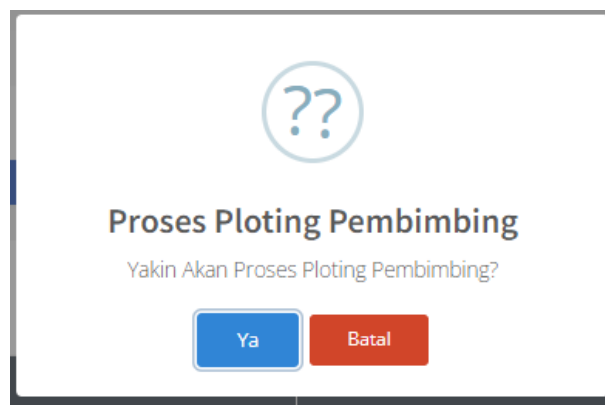 ??
Proses Ploting Pembimbing
Yakin Akan Proses Ploting Pembimbing?
Ya
Batal